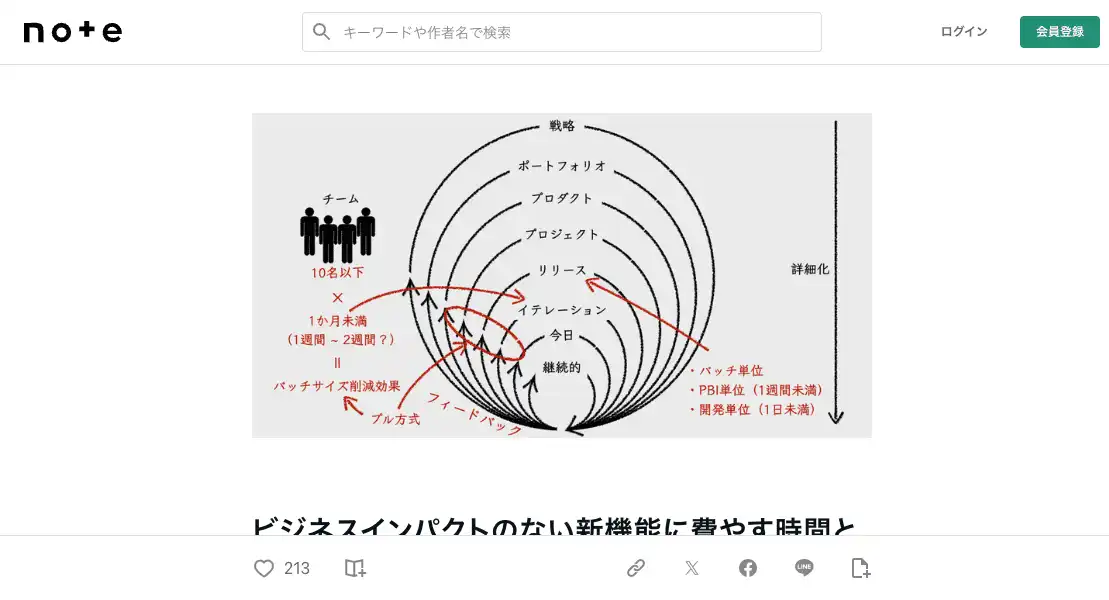 note
キーワードや作者名で検索
ログイン
会員登録
戦略
ポートフォリオ
プロダクト
プロジェクト
リリース
イテレーション
今日
継続的
チーム
10名以下
×
1か月未満
(1週間 ~ 2週間？)
||
バッチサイズ削減効果
プル方式
フィードバック
・バッチ単位
・PBI単位（1週間未満）
・開発単位（1日未満）
詳細化
ビジネスインパクトのない新機能に費やす時間と
213
LINE